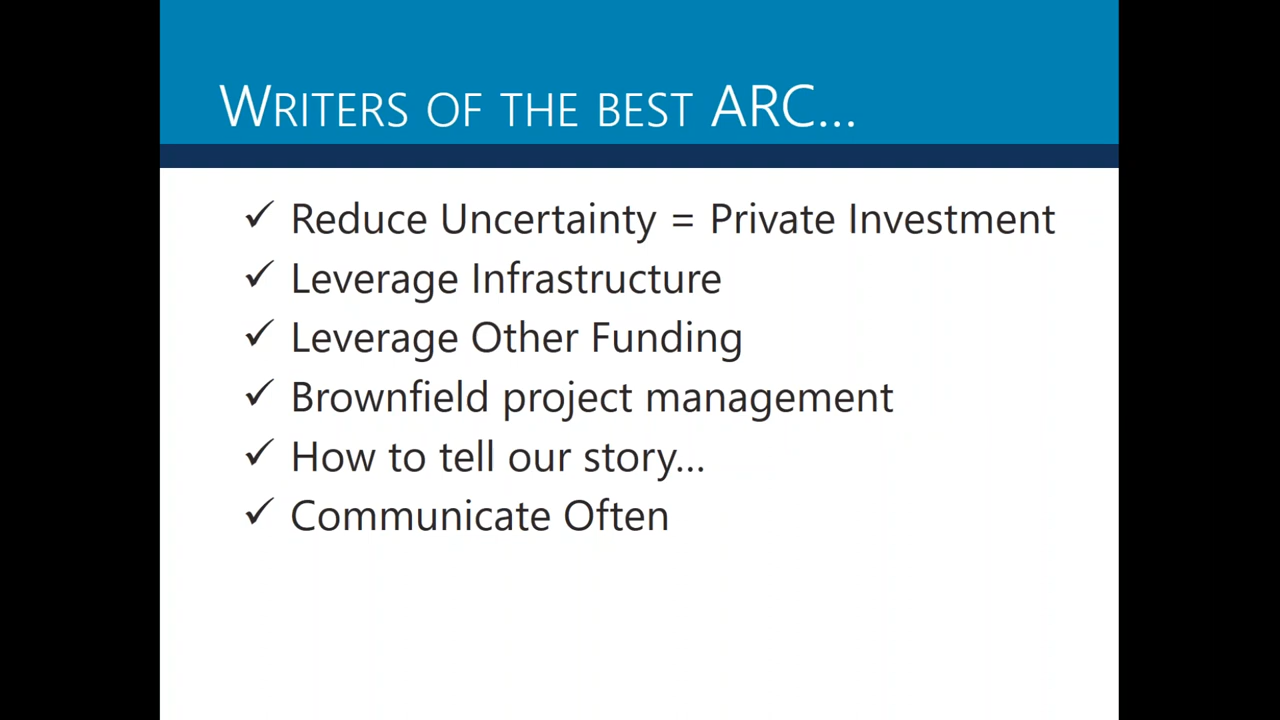 WRITERS OF THE BEST ARC...
✓ Reduce Uncertainty = Private Investment
✓ Leverage Infrastructure
✓ Leverage Other Funding
✓ Brownfield project management
✓ How to tell our story...
✓ Communicate Often